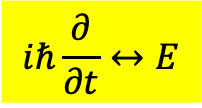 iℏ ∂/∂t ↔ E